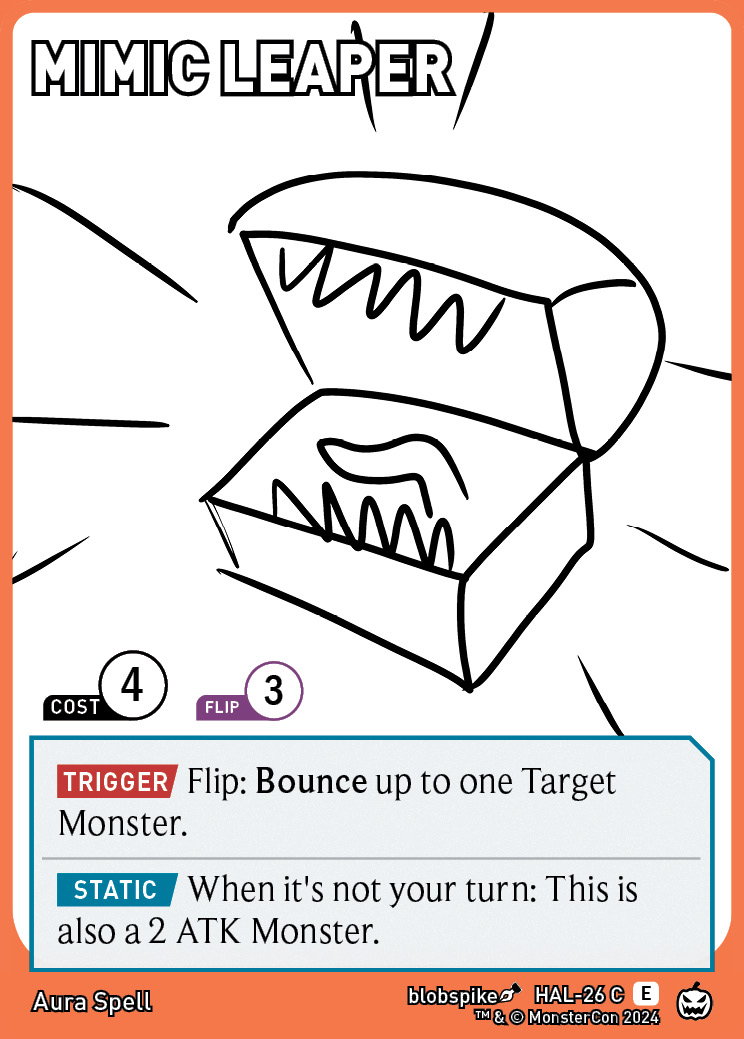 MIMIC LEAPER
COST 4 FLIP 3
TRIGGER Flip: Bounce up to one Target
Monster.
STATIC When it's not your turn: This is
also a 2 ATK Monster.
Aura Spell blobspike HAL-26 C E
™ & © MonsterCon 2024